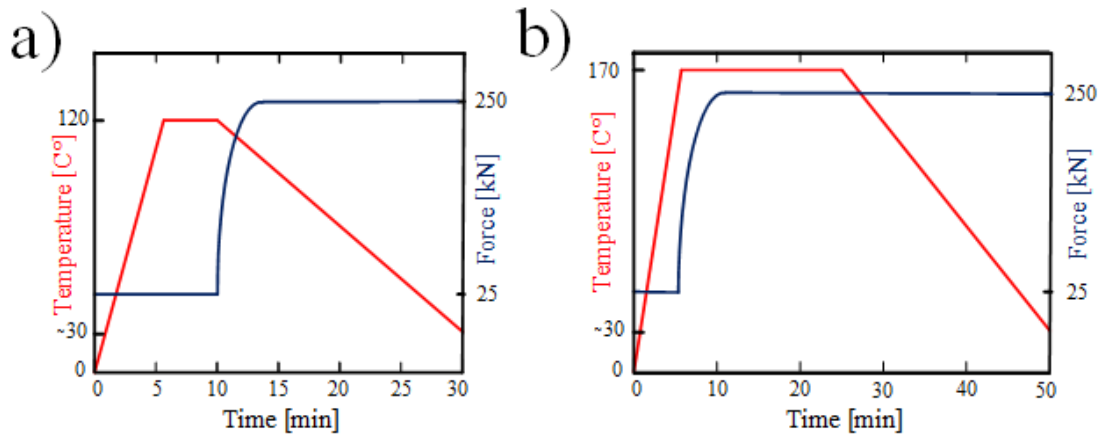 a)
120
~30
0
Temperature [C°]
0 5 10 15 20 25 30
Time [min]
250
25
Force [kN]
b)
170
~30
0
Temperature [C°]
0 10 20 30 40 50
Time [min]
250
25
Force [kN]